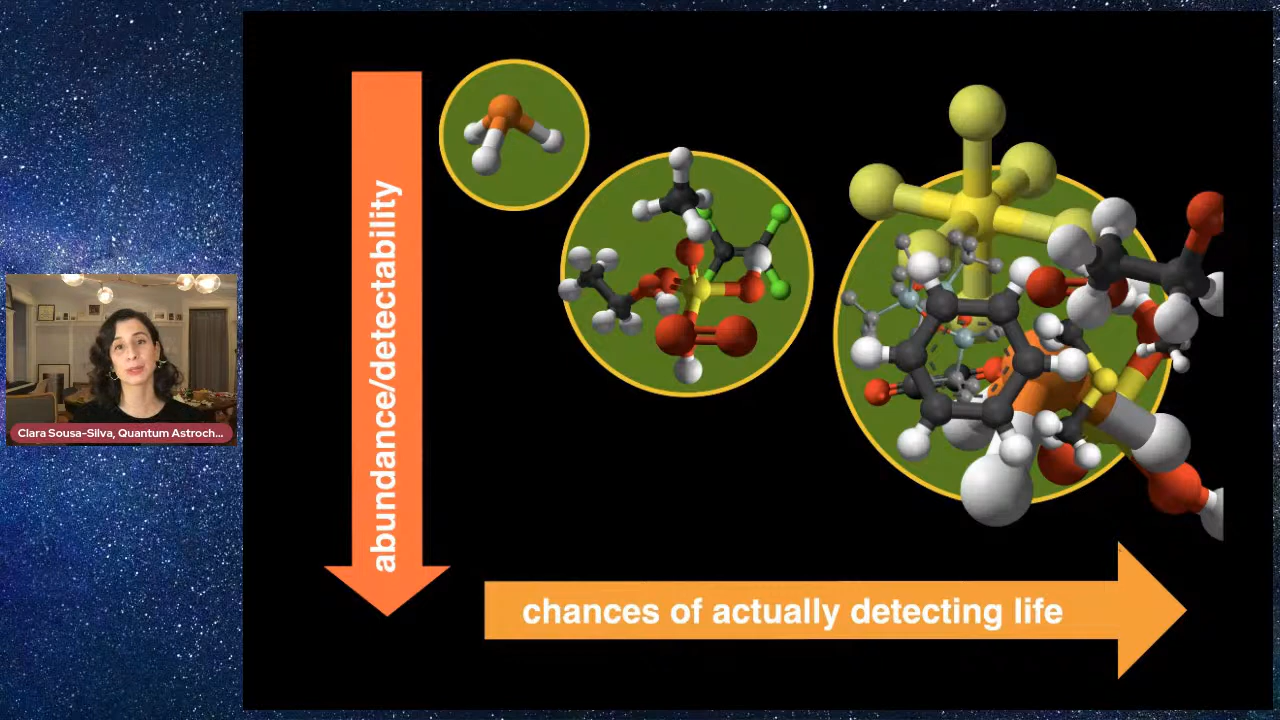 abundance/detectability
Clara Sousa-Silva, Quantum Astroch...
chances of actually detecting life